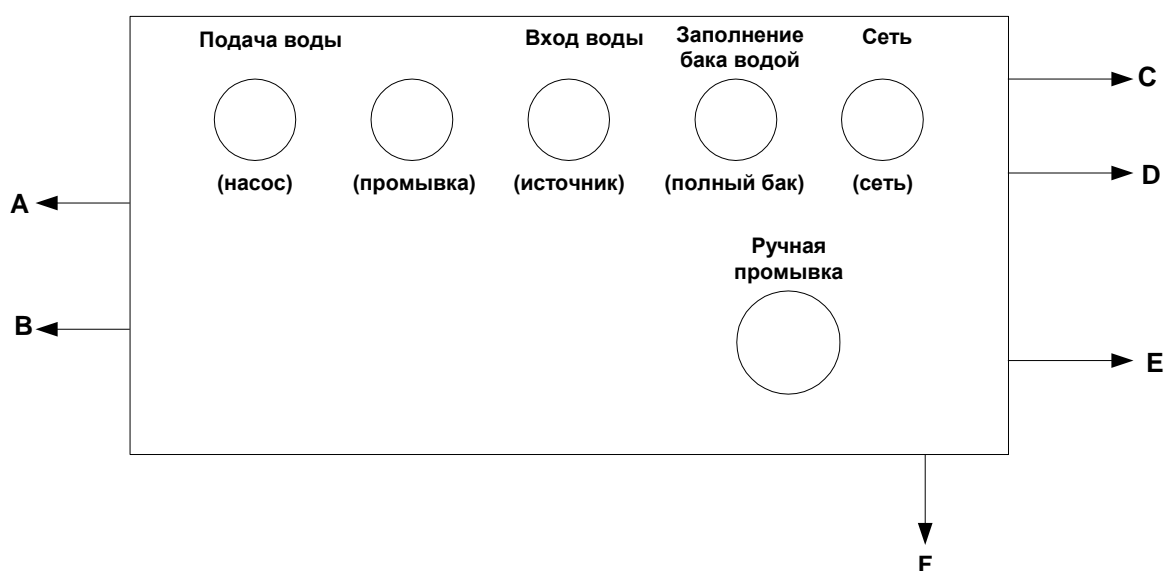 Подача воды
Вход воды
Заполнение
бака водой
Сеть
(насос)
(промывка)
(источник)
(полный бак)
(сеть)
A
B
C
D
E
F
Ручная
промывка